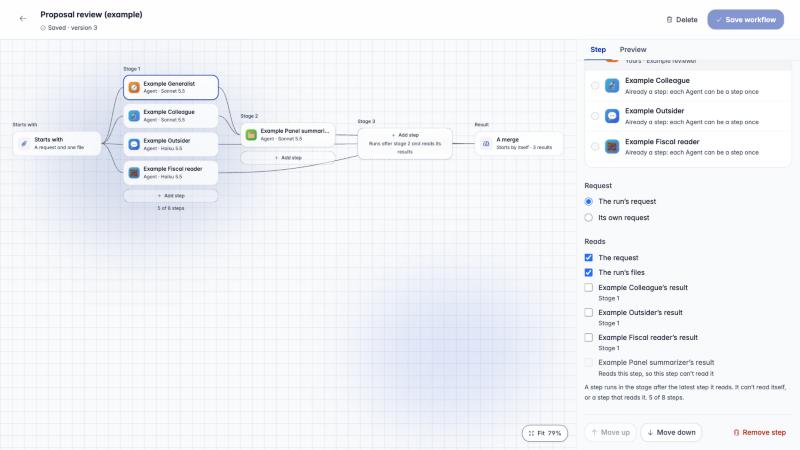 Proposal review (example)
Saved · version 3
Delete
Save workflow
Starts with
Starts with
A request and one file
Stage 1
Example Generalist
Agent · Sonnet 5.5
Example Colleague
Agent · Sonnet 5.5
Example Outsider
Agent · Haiku 5.5
Example Fiscal reader
Agent · Haiku 5.5
+ Add step
5 of 8 steps
Stage 2
Example Panel summari...
Agent · Sonnet 5.5
+ Add step
Stage 3
+ Add step
Runs after stage 2 and reads its
results
Result
A merge
Starts by itself · 3 results
Fit 79%
Step
Preview
Yours · Example reviewer
Example Colleague
Already a step: each Agent can be a step once
Example Outsider
Already a step: each Agent can be a step once
Example Fiscal reader
Already a step: each Agent can be a step once
Request
The run's request
Its own request
Reads
The request
The run's files
Example Colleague's result
Stage 1
Example Outsider's result
Stage 1
Example Fiscal reader's result
Stage 1
Example Panel summarizer's result
Reads this step, so this step can't read it
A step runs in the stage after the latest step it reads. It can't read itself,
or a step that reads it. 5 of 8 steps.
Move up
Move down
Remove step